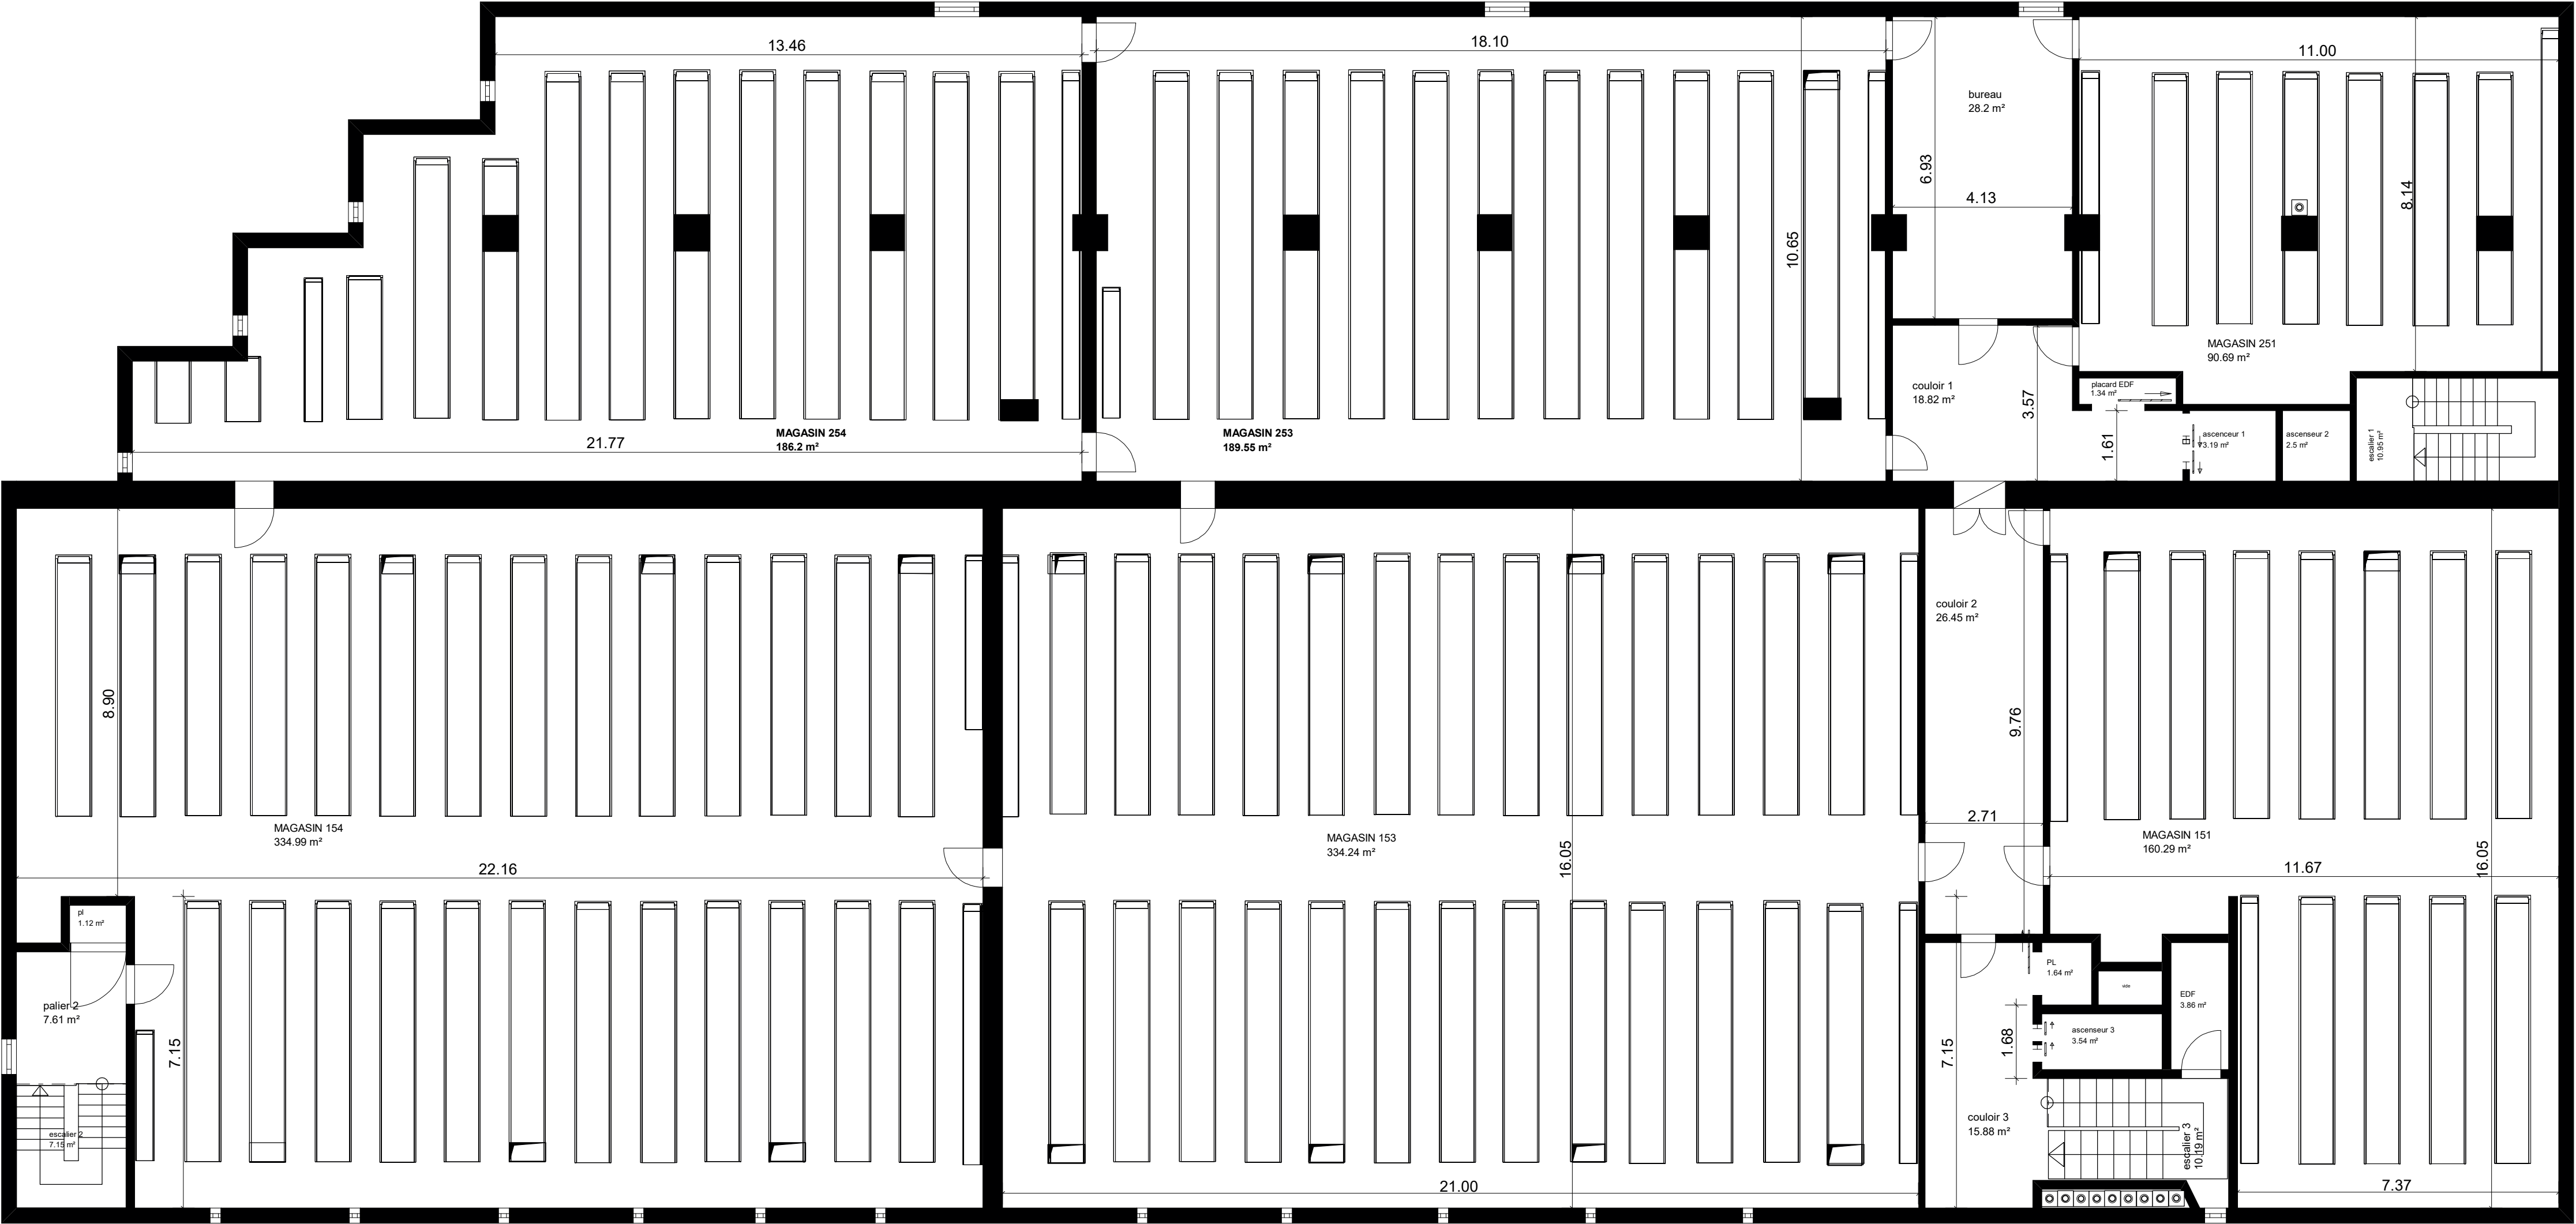 13.46
18.10
11.00
bureau
28.2 m²
6.93
4.13
8.14
10.65
MAGASIN 251
90.69 m²
couloir 1
18.82 m²
placard EDF
1.34 m²
3.57
1.61
ascenceur 1
3.19 m²
ascenseur 2
2.5 m²
escalier 1
10.95 m²
MAGASIN 254
186.2 m²
21.77
MAGASIN 253
189.55 m²
couloir 2
26.45 m²
8.90
9.76
2.71
MAGASIN 154
334.99 m²
22.16
MAGASIN 153
334.24 m²
16.05
MAGASIN 151
160.29 m²
11.67
16.05
pl
1.12 m²
palier 2
7.61 m²
7.15
escalier 2
7.15 m²
PL
1.64 m²
vide
EDF
3.86 m²
ascenseur 3
3.54 m²
1.68
7.15
couloir 3
15.88 m²
escalier 3
10.19 m²
21.00
7.37